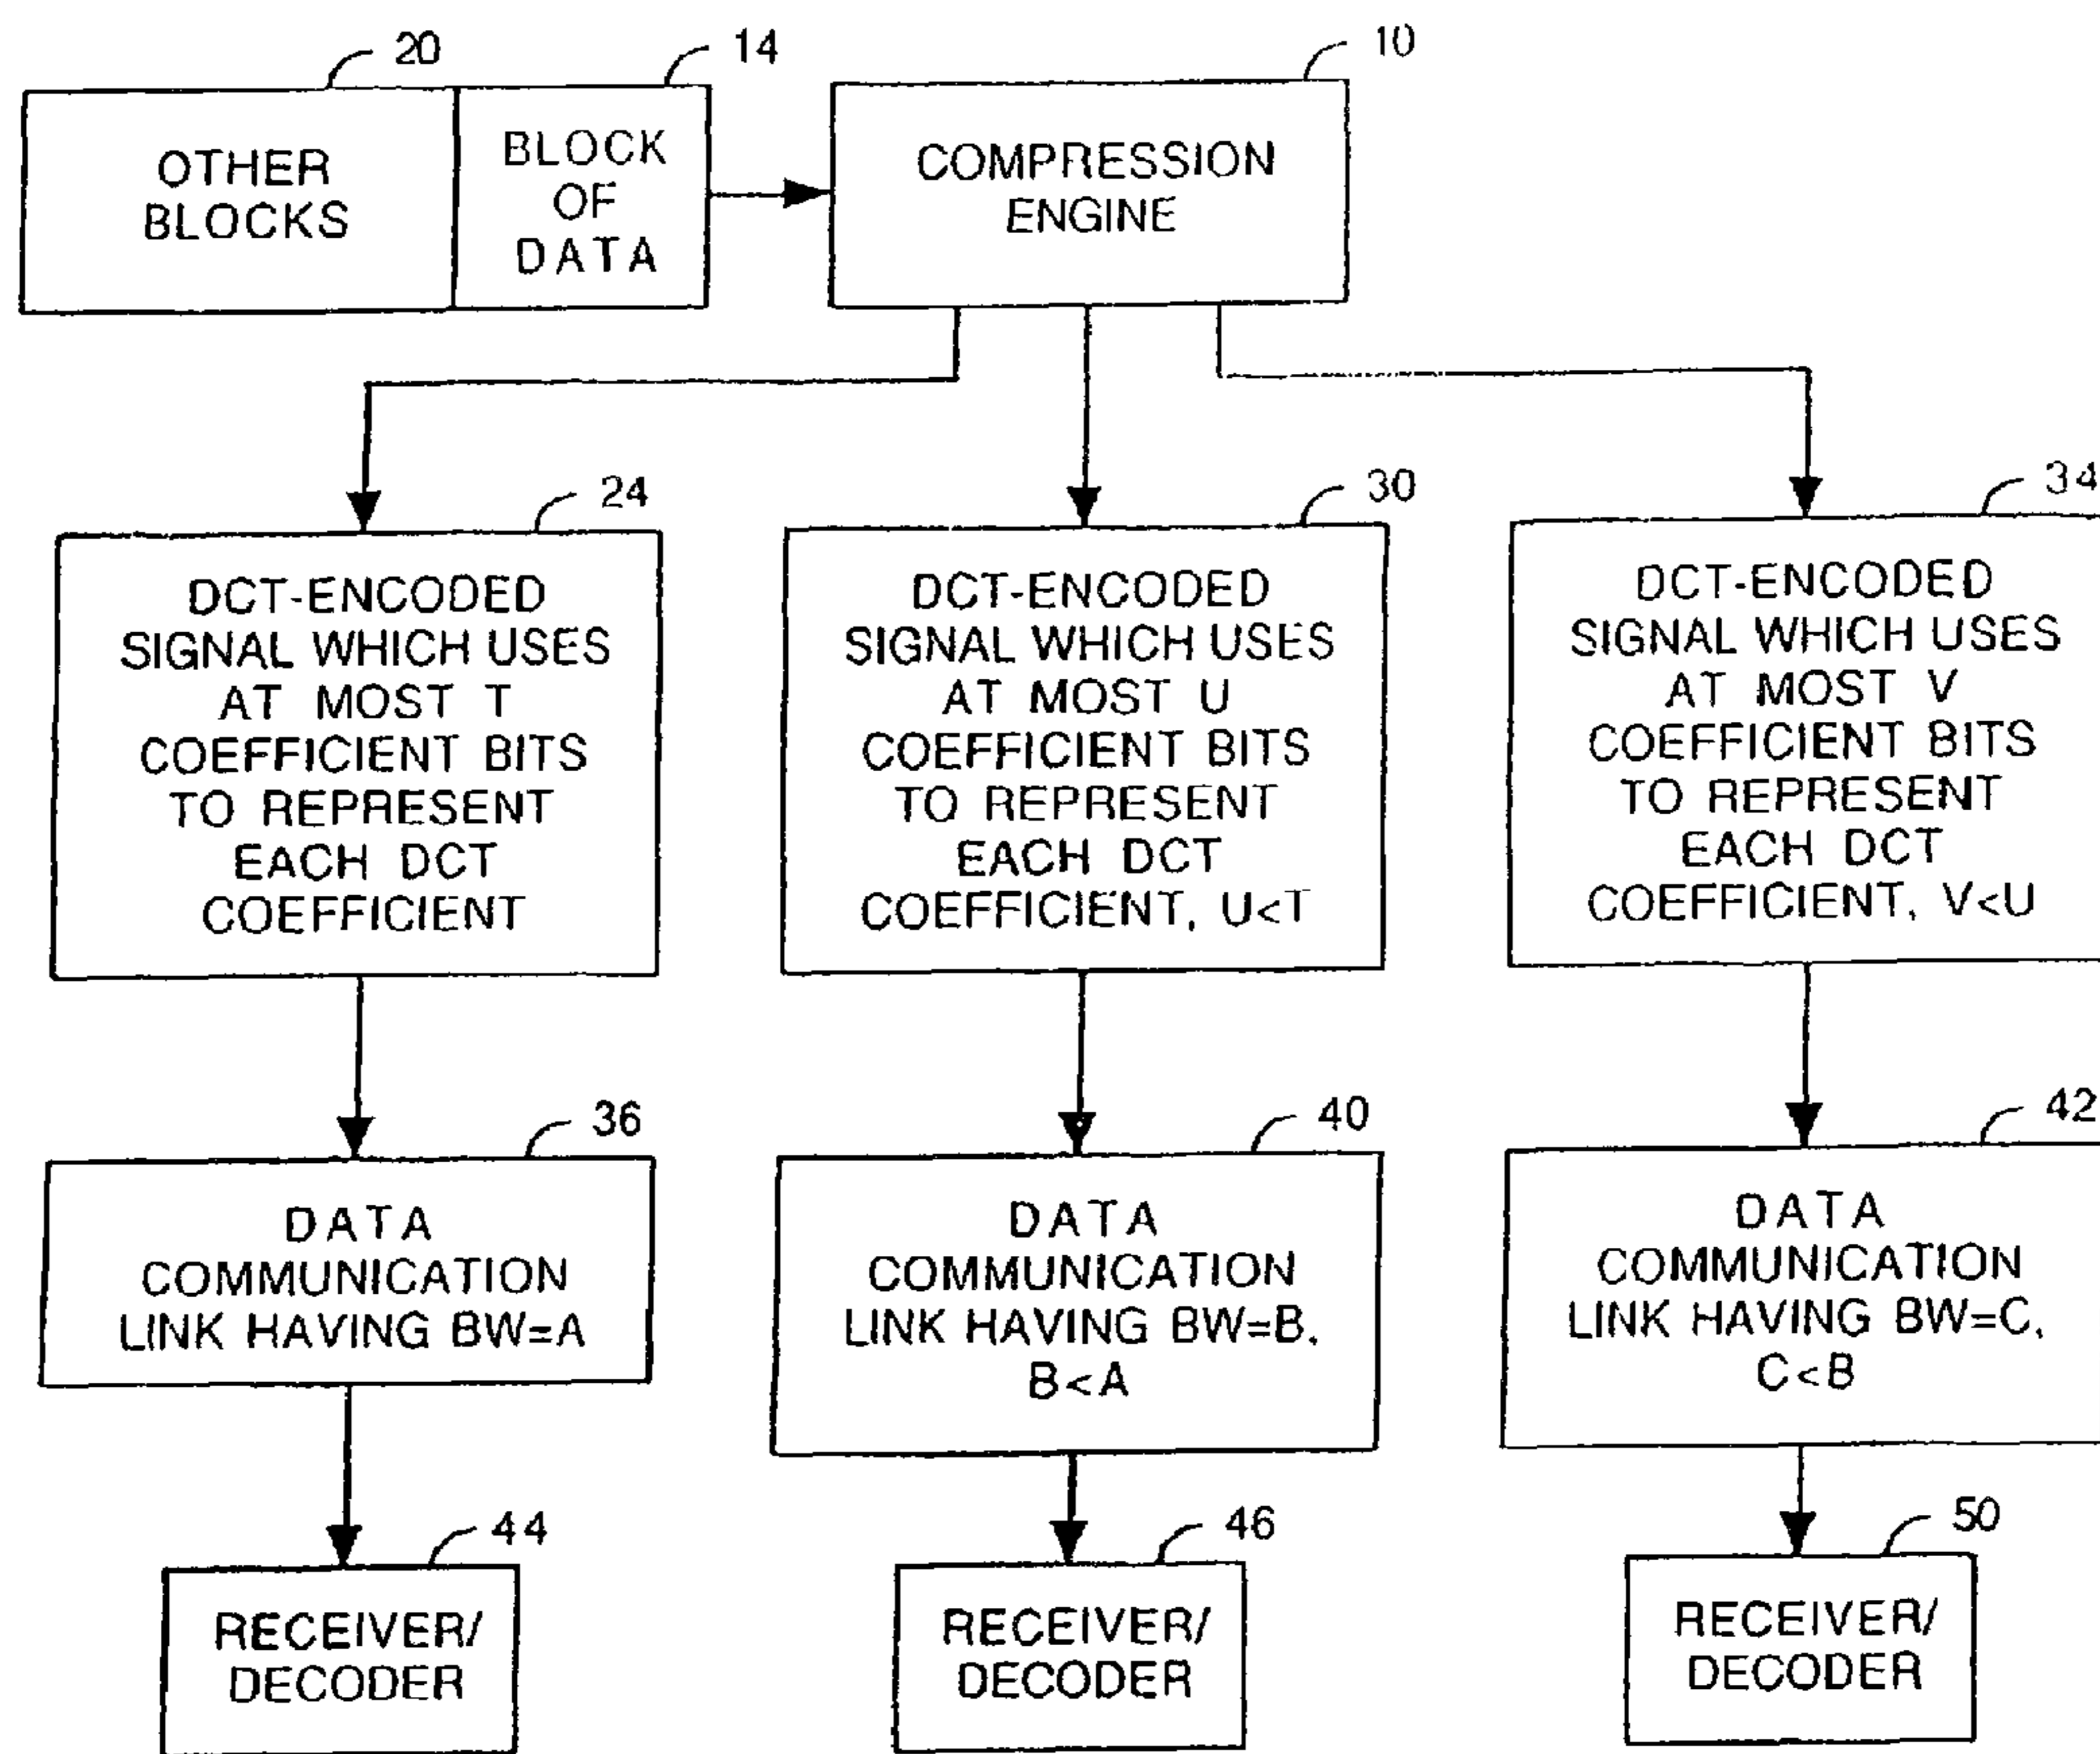 20
14
10
OTHER
BLOCKS
BLOCK
OF
DATA
COMPRESSION
ENGINE
24
DCT-ENCODED
SIGNAL WHICH USES
AT MOST T
COEFFICIENT BITS
TO REPRESENT
EACH DCT
COEFFICIENT
30
DCT-ENCODED
SIGNAL WHICH USES
AT MOST U
COEFFICIENT BITS
TO REPRESENT
EACH DCT
COEFFICIENT, U<T
34
DCT-ENCODED
SIGNAL WHICH USES
AT MOST V
COEFFICIENT BITS
TO REPRESENT
EACH DCT
COEFFICIENT, V<U
36
DATA
COMMUNICATION
LINK HAVING BW=A
40
DATA
COMMUNICATION
LINK HAVING BW=B,
B<A
42
DATA
COMMUNICATION
LINK HAVING BW=C,
C<B
44
RECEIVER/
DECODER
46
RECEIVER/
DECODER
50
RECEIVER/
DECODER